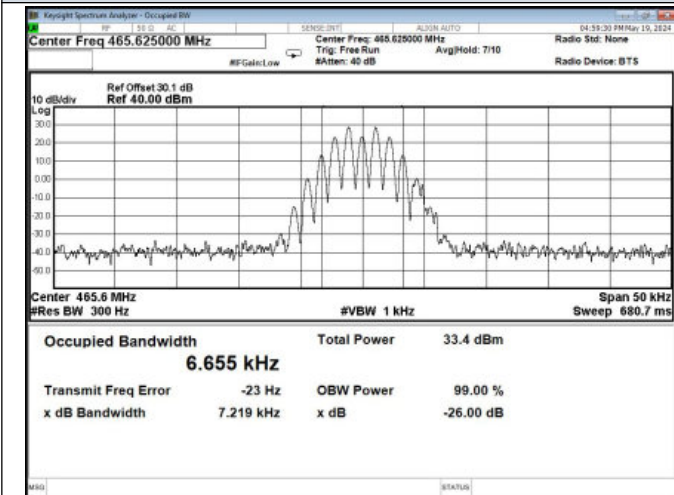 Keysight Spectrum Analyzer - Occupied BW
RF 50 Ω AC SENSE:INT ALIGN AUTO 04:59:30 PM May 19, 2024
Center Freq 465.625000 MHz Center Freq: 465.625000 MHz Radio Std: None
Trig: Free Run Avg|Hold: 7/10
#IFGain:Low #Atten: 40 dB Radio Device: BTS
Ref Offset 30.1 dB
10 dB/div Ref 40.00 dBm
Log
30.0
20.0
10.0
0.00
-10.0
-20.0
-30.0
-40.0
-50.0
Center 465.6 MHz Span 50 kHz
#Res BW 300 Hz #VBW 1 kHz Sweep 680.7 ms
Occupied Bandwidth Total Power 33.4 dBm
6.655 kHz
Transmit Freq Error -23 Hz OBW Power 99.00 %
x dB Bandwidth 7.219 kHz x dB -26.00 dB
MSG STATUS